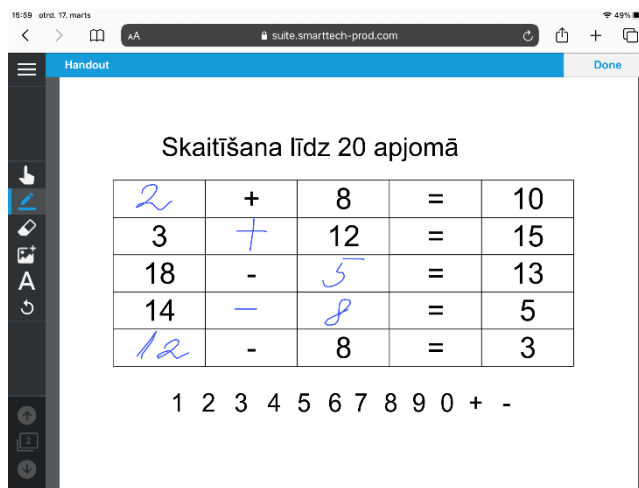 15:59 otrd. 17. marts 49%
AA suite.smarttech-prod.com
Handout Done
Skaitīšana līdz 20 apjomā
2 + 8 = 10
3 + 12 = 15
18 - 5 = 13
14 - 8 = 5
12 - 8 = 3
1 2 3 4 5 6 7 8 9 0 + -
A
2